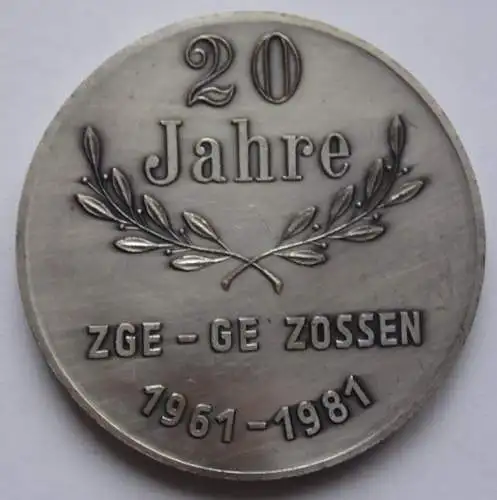 20
Jahre
ZGE - GE ZOSSEN
1961 - 1981